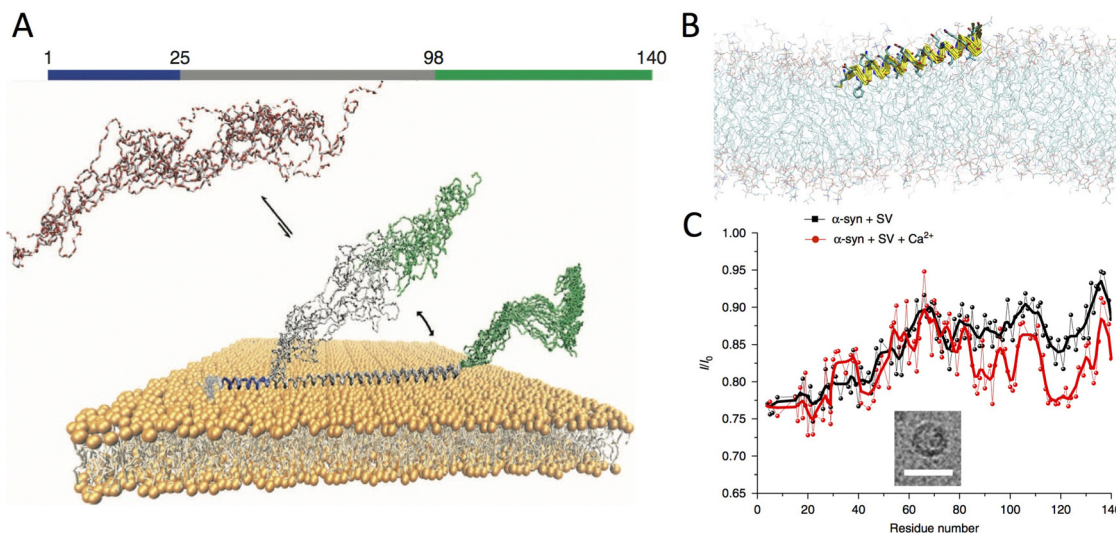 A
1 25 98 140
B
C
α-syn + SV
α-syn + SV + Ca²⁺
1.00
0.95
0.90
0.85
0.80
0.75
0.70
0.65
I/I₀
0 20 40 60 80 100 120 140
Residue number